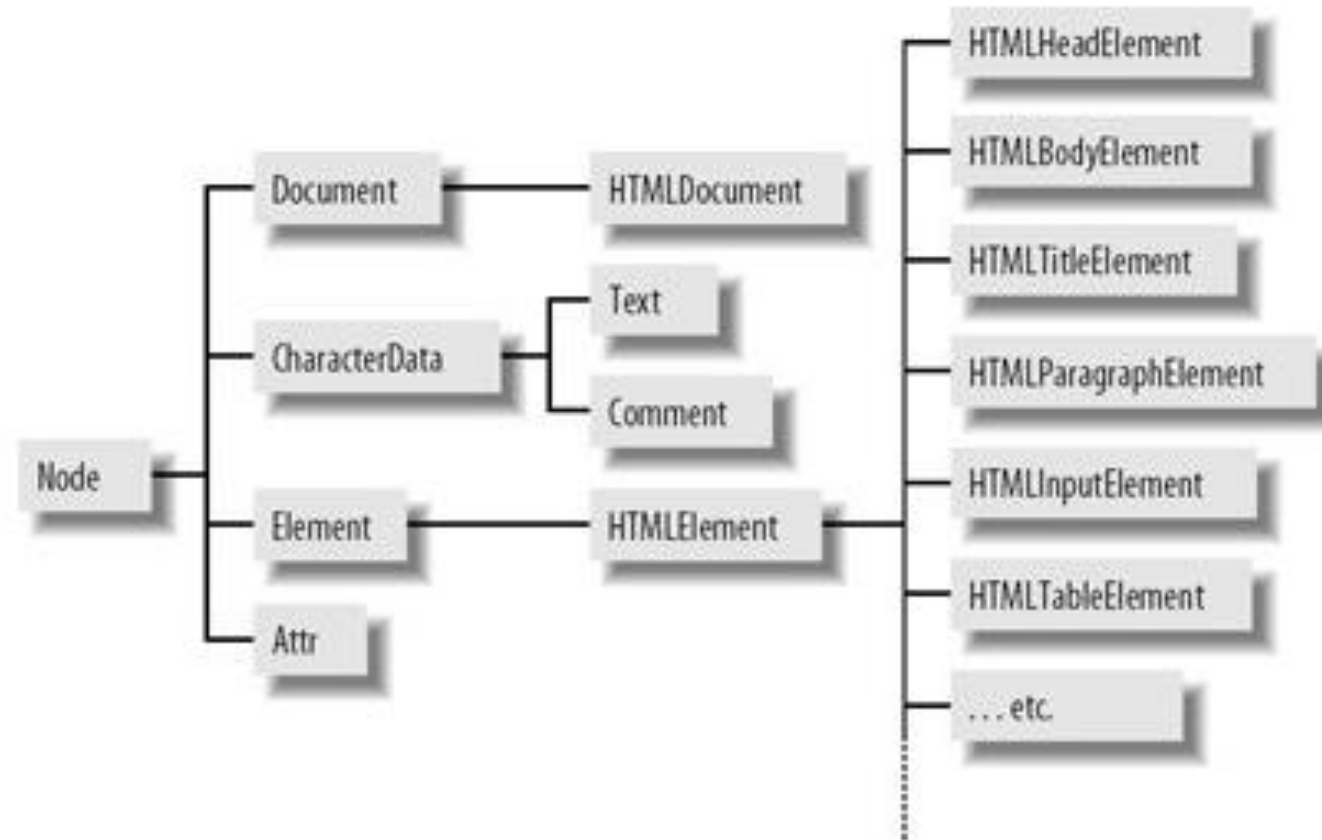 HTMLHeadElement
HTMLBodyElement
Document
HTMLDocument
HTMLTitleElement
Text
CharacterData
HTMLParagraphElement
Comment
Node
HTMLInputElement
Element
HTMLElement
HTMLTableElement
Attr
. . . etc.